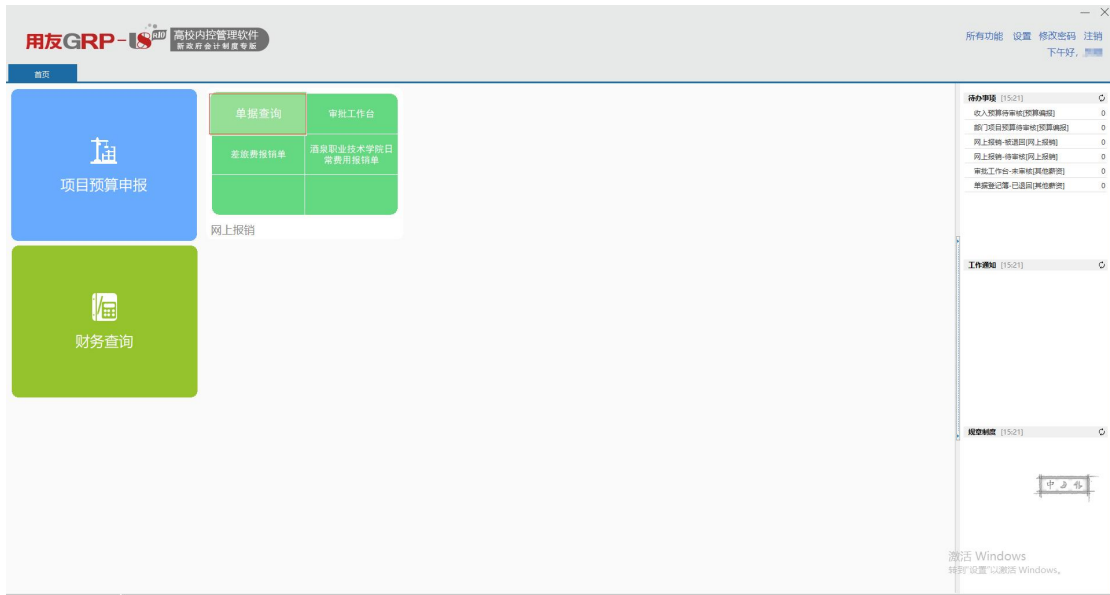 用友GRP-U8 R10 高校内控管理软件
新政府会计制度专版
所有功能 设置 修改密码 注销
下午好,
首页
项目预算申报
财务查询
单据查询
审批工作台
差旅费报销单
酒泉职业技术学院日
常费用报销单
网上报销
待办事项 [15:21]
收入预算待审核[预算编报] 0
部门项目预算待审核[预算编报] 0
网上报销-被退回[网上报销] 0
网上报销-待审核[网上报销] 0
审批工作台-未审核[其他薪资] 0
单据登记簿-已退回[其他薪资] 0
工作通知 [15:21]
规章制度 [15:21]
中
激活 Windows
转到"设置"以激活 Windows。